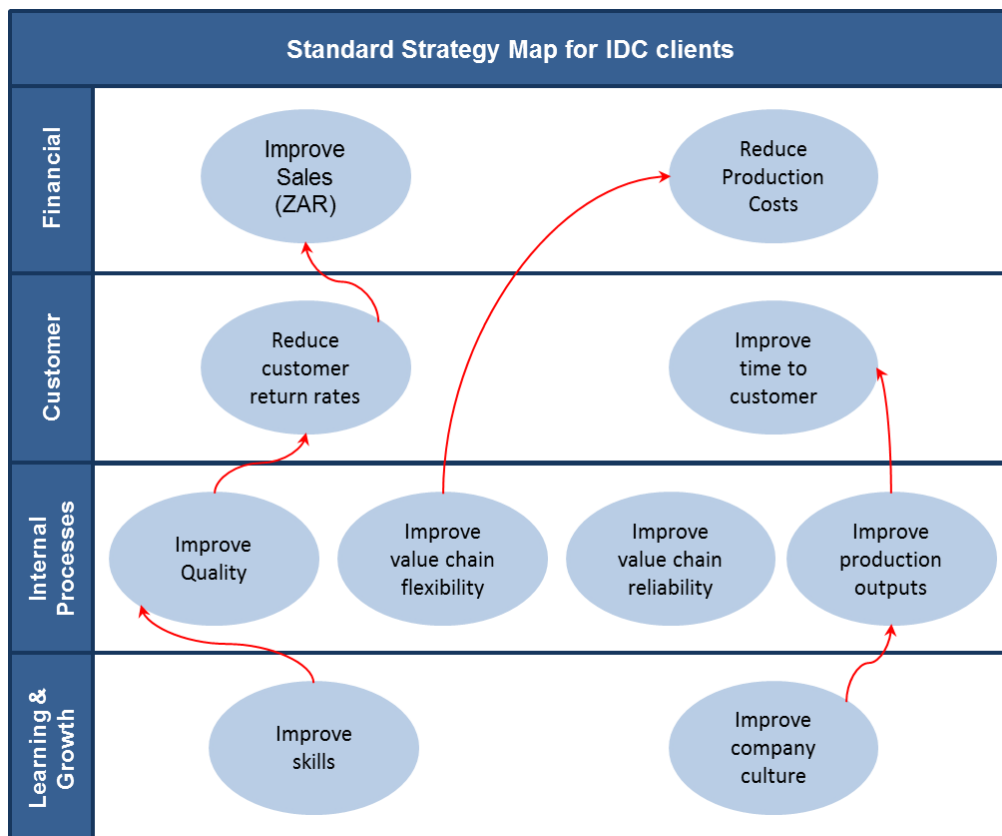 Standard Strategy Map for IDC clients
Financial
Improve
Sales
(ZAR)
Reduce
Production
Costs
Customer
Reduce
customer
return rates
Improve
time to
customer
Internal
Processes
Improve
Quality
Improve
value chain
flexibility
Improve
value chain
reliability
Improve
production
outputs
Learning &
Growth
Improve
skills
Improve
company
culture